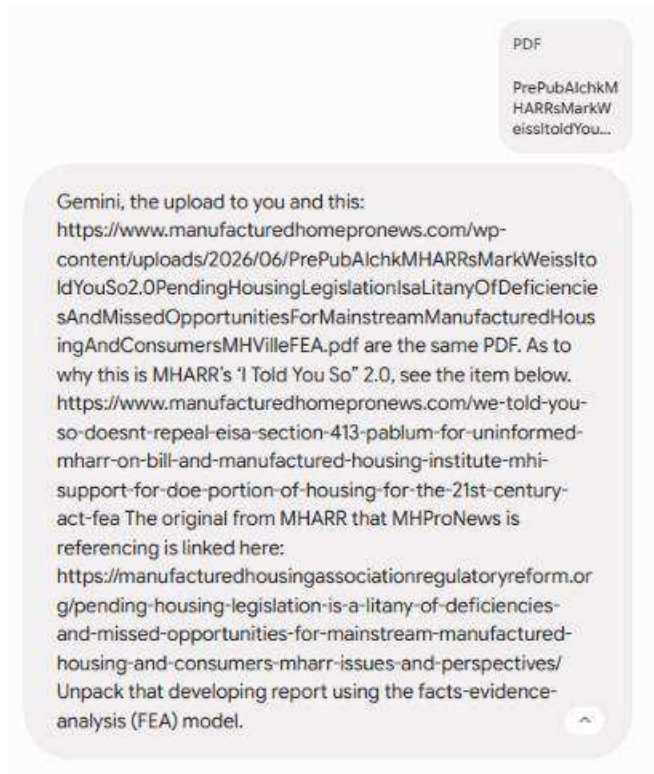 PDF
PrePubAIchkM
HARRsMarkW
eissItoldYou...
Gemini, the upload to you and this:
https://www.manufacturedhomepronews.com/wp-
content/uploads/2026/06/PrePubAIchkMHARRsMarkWeissIto
ldYouSo2.0PendingHousingLegislationIsaLitanyOfDeficiencie
sAndMissedOpportunitiesForMainstreamManufacturedHous
ingAndConsumersMHVilleFEA.pdf are the same PDF. As to
why this is MHARR's 'I Told You So" 2.0, see the item below.
https://www.manufacturedhomepronews.com/we-told-you-
so-doesnt-repeal-eisa-section-413-pablum-for-uninformed-
mharr-on-bill-and-manufactured-housing-institute-mhi-
support-for-doe-portion-of-housing-for-the-21st-century-
act-fea The original from MHARR that MHProNews is
referencing is linked here:
https://manufacturedhousingassociationregulatoryreform.or
g/pending-housing-legislation-is-a-litany-of-deficiencies-
and-missed-opportunities-for-mainstream-manufactured-
housing-and-consumers-mharr-issues-and-perspectives/
Unpack that developing report using the facts-evidence-
analysis (FEA) model.